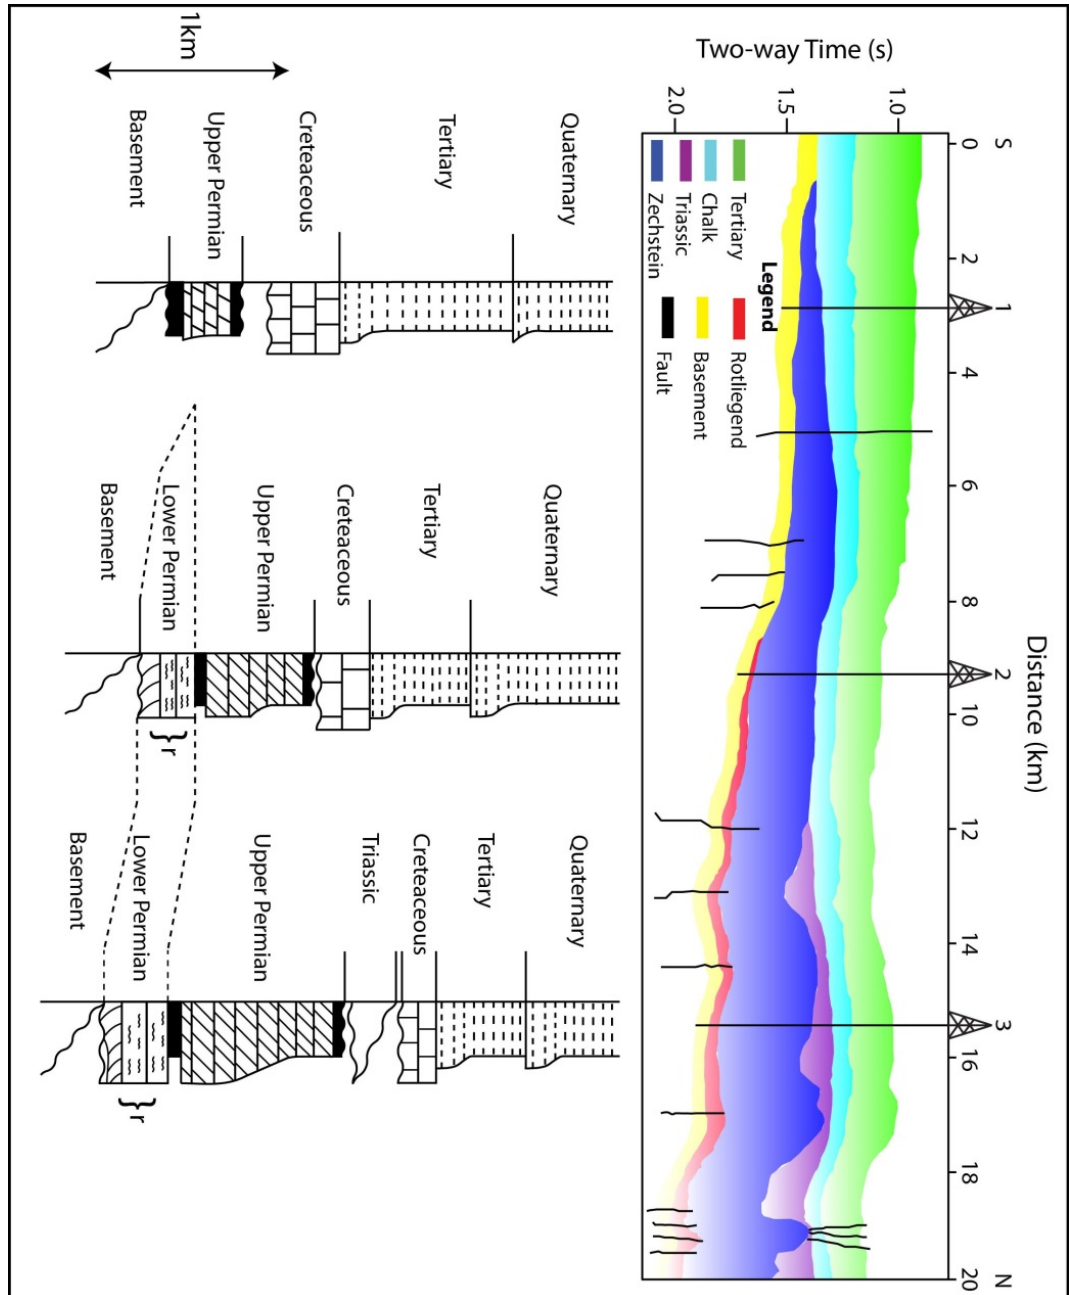 Distance (km)
S
N
0
2
4
6
8
10
12
14
16
18
20
1
2
3
Two-way Time (s)
1.0
1.5
2.0
Legend
Tertiary
Chalk
Triassic
Zechstein
Rotliegend
Basement
Fault
Quaternary
Tertiary
Creteaceous
Upper Permian
Basement
1km
Quaternary
Tertiary
Creteaceous
Upper Permian
Lower Permian
Basement
r
Quaternary
Tertiary
Creteaceous
Triassic
Upper Permian
Lower Permian
Basement
r